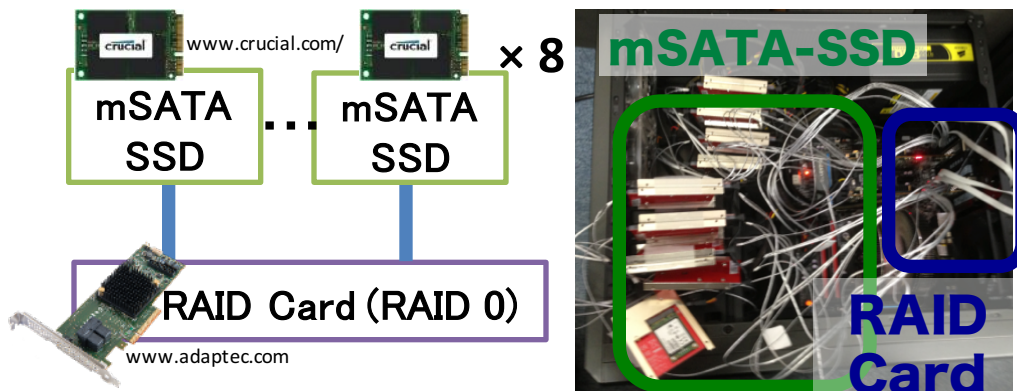 crucial
www.crucial.com/
crucial
× 8
mSATA
SSD
...
mSATA
SSD
RAID Card (RAID 0)
www.adaptec.com
mSATA-SSD
RAID
Card